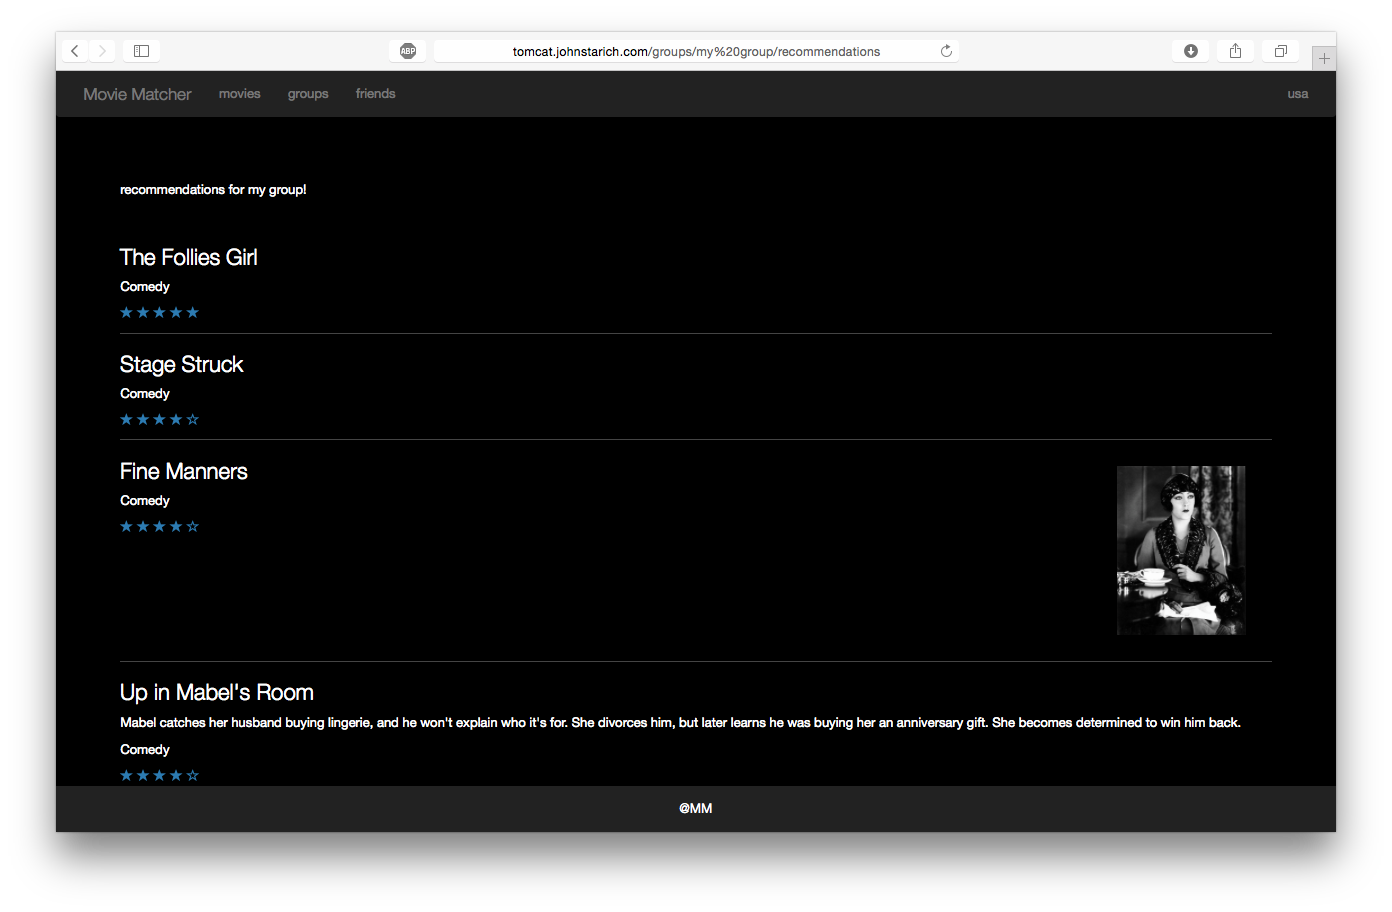 ABP
tomcat.johnstarich.com/groups/my%20group/recommendations
Movie Matcher movies groups friends usa
recommendations for my group!
The Follies Girl
Comedy
★★★★★
Stage Struck
Comedy
★★★★☆
Fine Manners
Comedy
★★★★☆
Up in Mabel's Room
Mabel catches her husband buying lingerie, and he won't explain who it's for. She divorces him, but later learns he was buying her an anniversary gift. She becomes determined to win him back.
Comedy
★★★★☆
@MM